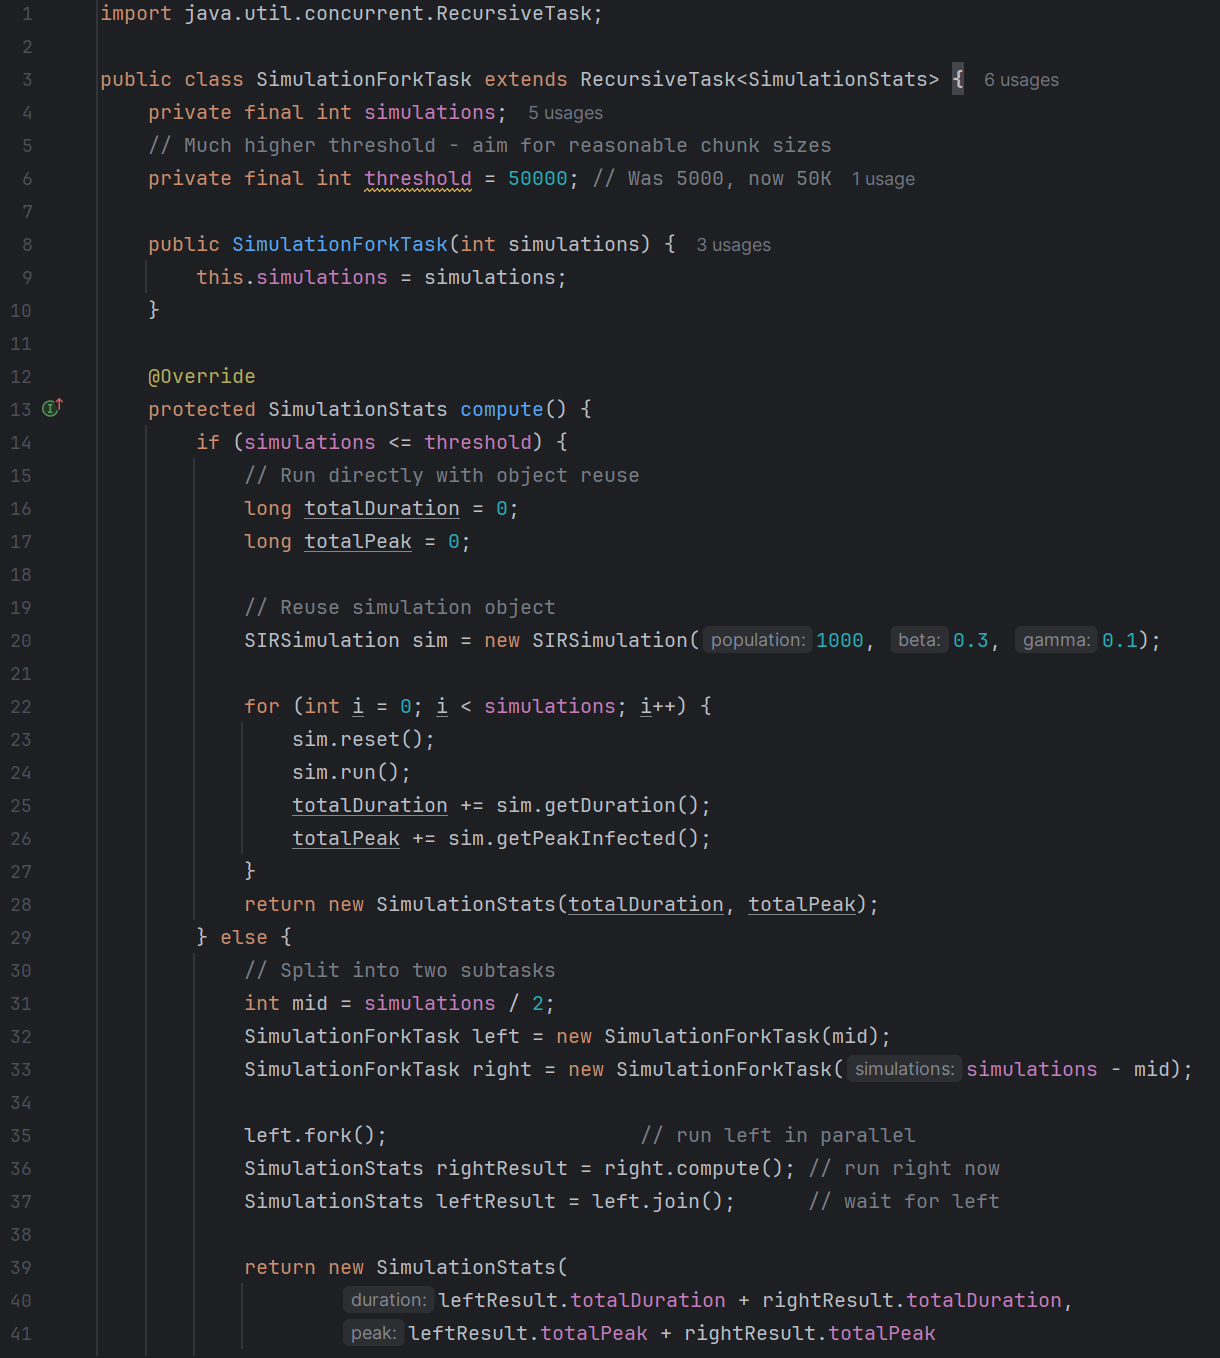 1 import java.util.concurrent.RecursiveTask;
2
3 public class SimulationForkTask extends RecursiveTask<SimulationStats> { 6 usages
4     private final int simulations; 5 usages
5     // Much higher threshold - aim for reasonable chunk sizes
6     private final int threshold = 50000; // Was 5000, now 50K 1 usage
7
8     public SimulationForkTask(int simulations) { 3 usages
9         this.simulations = simulations;
10     }
11
12     @Override
13     protected SimulationStats compute() {
14         if (simulations <= threshold) {
15             // Run directly with object reuse
16             long totalDuration = 0;
17             long totalPeak = 0;
18
19             // Reuse simulation object
20             SIRSimulation sim = new SIRSimulation( population: 1000, beta: 0.3, gamma: 0.1);
21
22             for (int i = 0; i < simulations; i++) {
23                 sim.reset();
24                 sim.run();
25                 totalDuration += sim.getDuration();
26                 totalPeak += sim.getPeakInfected();
27             }
28             return new SimulationStats(totalDuration, totalPeak);
29         } else {
30             // Split into two subtasks
31             int mid = simulations / 2;
32             SimulationForkTask left = new SimulationForkTask(mid);
33             SimulationForkTask right = new SimulationForkTask( simulations: simulations - mid);
34
35             left.fork();                     // run left in parallel
36             SimulationStats rightResult = right.compute(); // run right now
37             SimulationStats leftResult = left.join();      // wait for left
38
39             return new SimulationStats(
40                     duration: leftResult.totalDuration + rightResult.totalDuration,
41                     peak: leftResult.totalPeak + rightResult.totalPeak